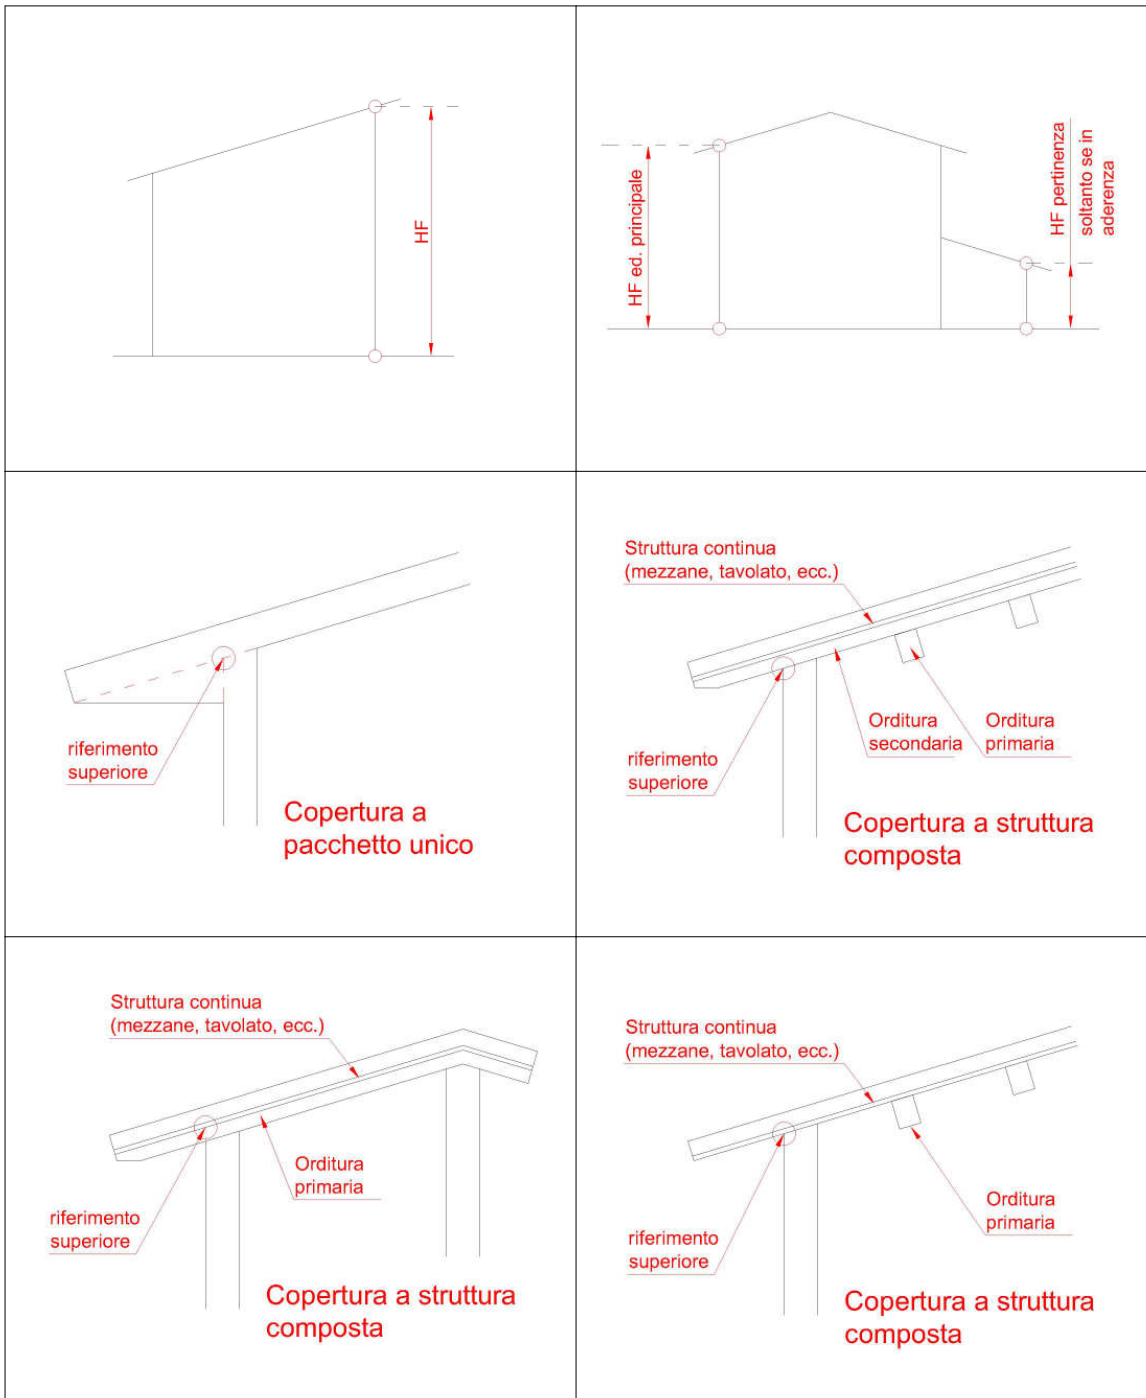 HF
HF ed. principale
HF pertinenza
soltanto se in
aderenza
riferimento
superiore
Copertura a
pacchetto unico
Struttura continua
(mezzane, tavolato, ecc.)
Orditura
secondaria
Orditura
primaria
riferimento
superiore
Copertura a struttura
composta
Struttura continua
(mezzane, tavolato, ecc.)
Orditura
primaria
riferimento
superiore
Copertura a struttura
composta
Struttura continua
(mezzane, tavolato, ecc.)
Orditura
primaria
riferimento
superiore
Copertura a struttura
composta